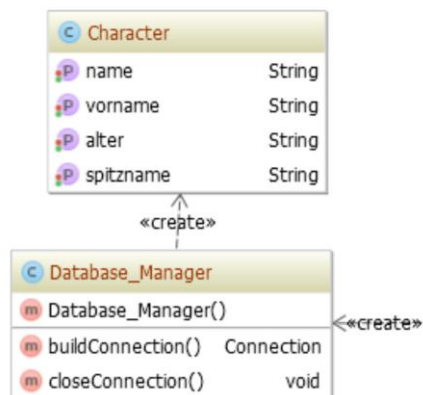 C Character
P name String
P vorname String
P alter String
P spitzname String
«create»
C Database_Manager
m Database_Manager()
«create»
m buildConnection() Connection
m closeConnection() void